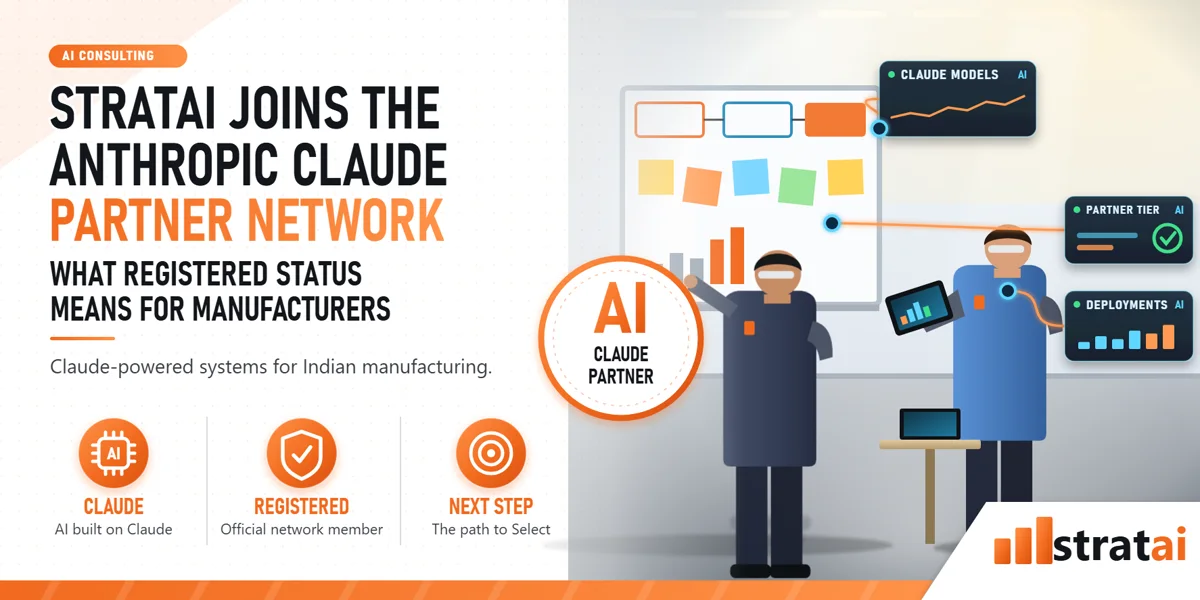 AI CONSULTING
STRATAI JOINS THE
ANTHROPIC CLAUDE
PARTNER NETWORK
WHAT REGISTERED STATUS
MEANS FOR MANUFACTURERS
Claude-powered systems for Indian manufacturing.
AI
CLAUDE
AI built on Claude
REGISTERED
Official network member
NEXT STEP
The path to Select
AI
CLAUDE
PARTNER
CLAUDE MODELS AI
PARTNER TIER AI
DEPLOYMENTS AI
stratai